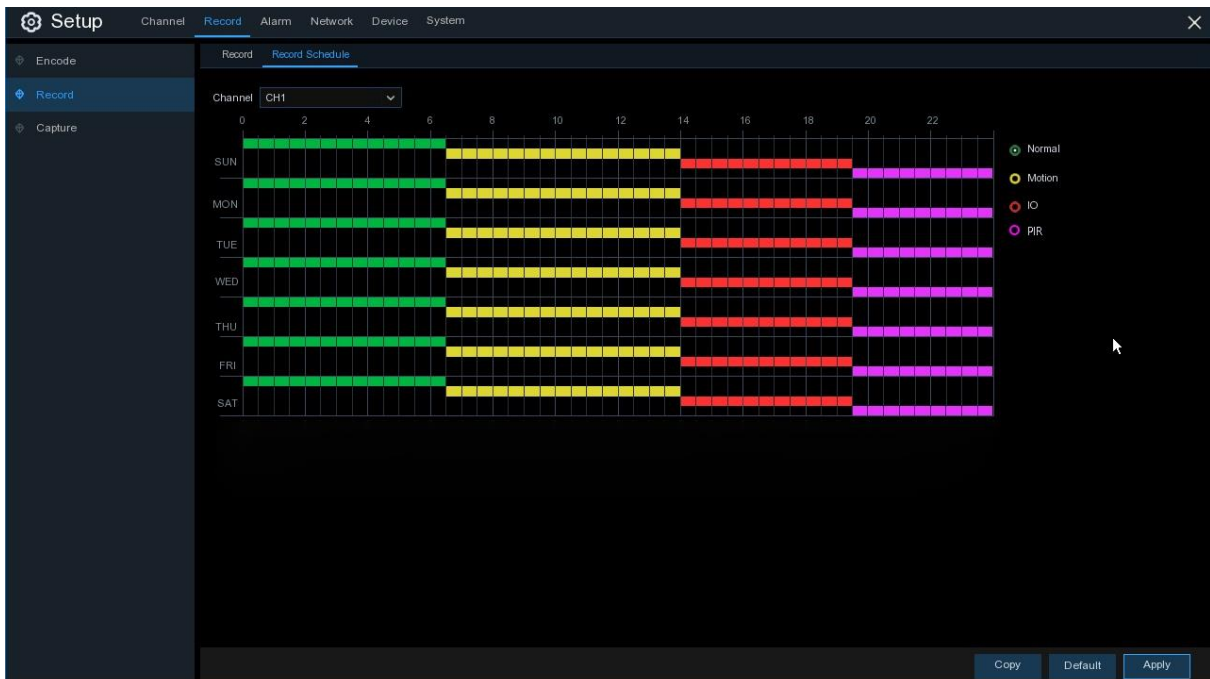 Setup Channel Record Alarm Network Device System
Encode
Record
Capture
Record Record Schedule
Channel CH1
0 2 4 6 8 10 12 14 16 18 20 22
SUN
MON
TUE
WED
THU
FRI
SAT
Normal
Motion
IO
PIR
Copy Default Apply